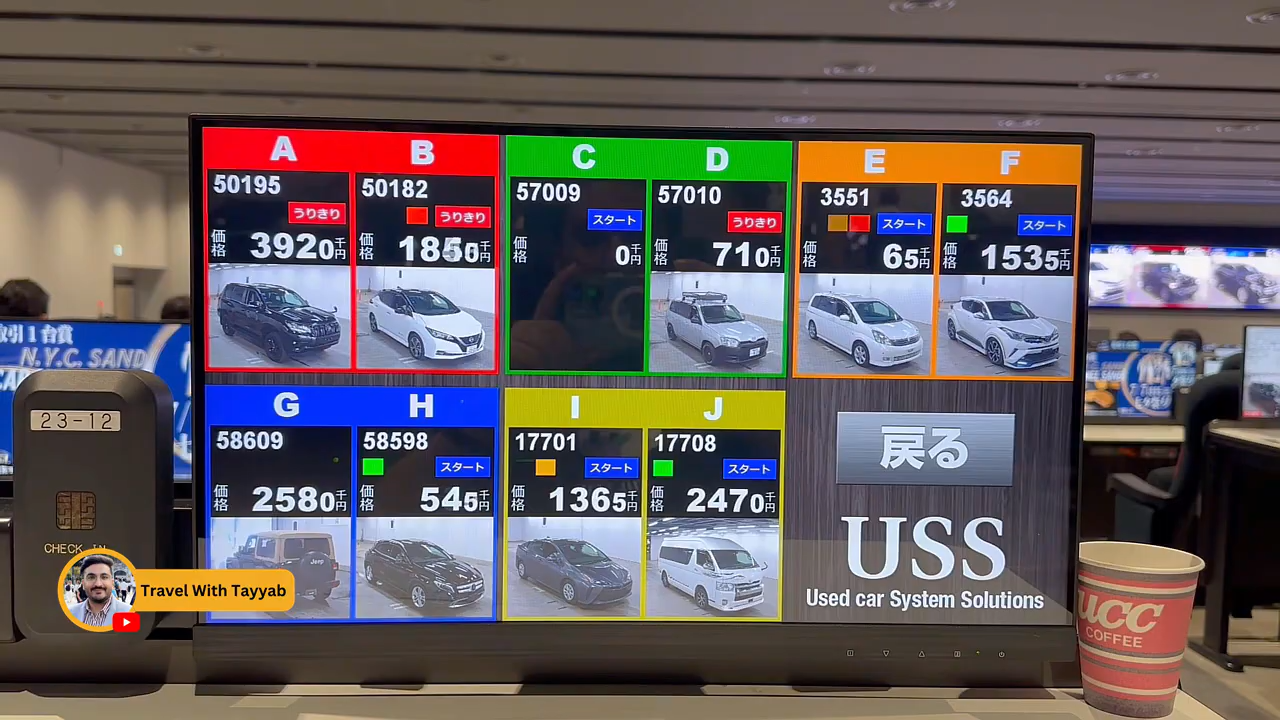 A
B
C
D
E
F
50195
うりきり
価格 3920千円
50182
うりきり
価格
千円
57009
スタート
価格 0千円
57010
うりきり
価格 710千円
3551
スタート
価格 65千円
3564
スタート
価格 1535千円
G
H
I
J
58609
価格 2580千円
58598
スタート
価格 545千円
17701
スタート
価格 1365千円
17708
スタート
価格 2470千円
戻る
USS
Used car System Solutions
取引1台賞
N.Y.C. SAND
23-12
CHECK IN
Travel With Tayyab
UCC
COFFEE
Jeep